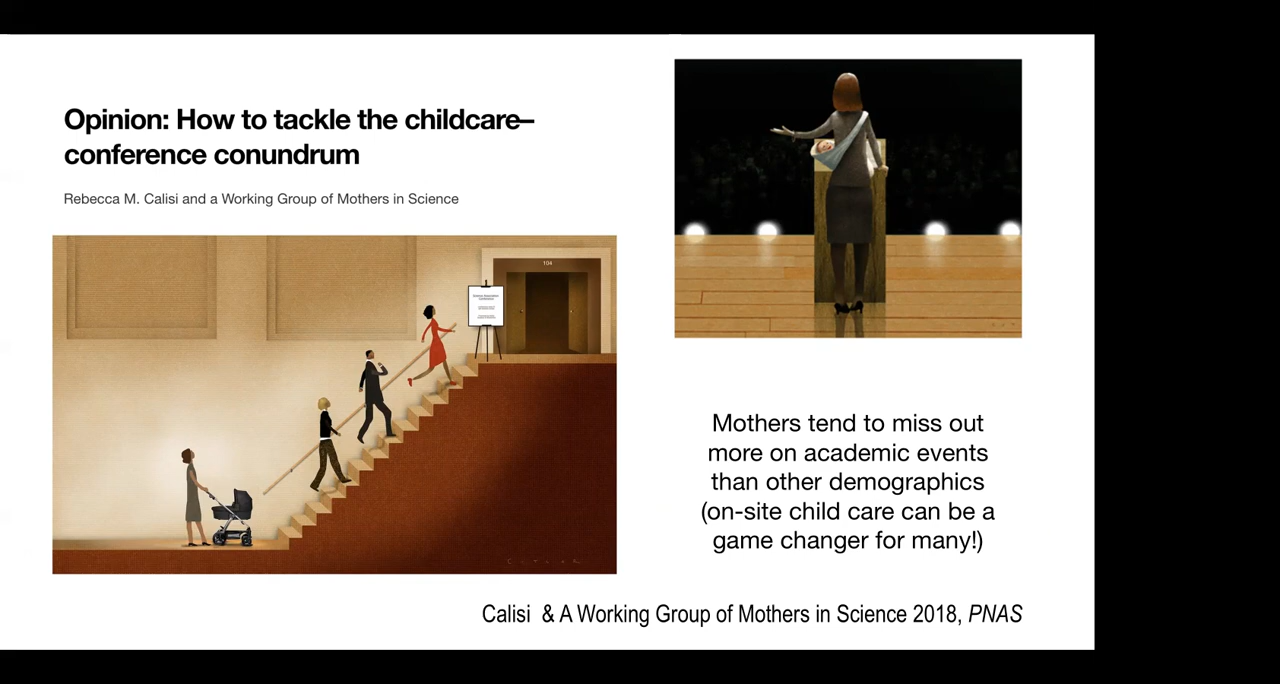 Opinion: How to tackle the childcare–
conference conundrum
Rebecca M. Calisi and a Working Group of Mothers in Science
104
Mothers tend to miss out
more on academic events
than other demographics
(on-site child care can be a
game changer for many!)
Calisi & A Working Group of Mothers in Science 2018, PNAS